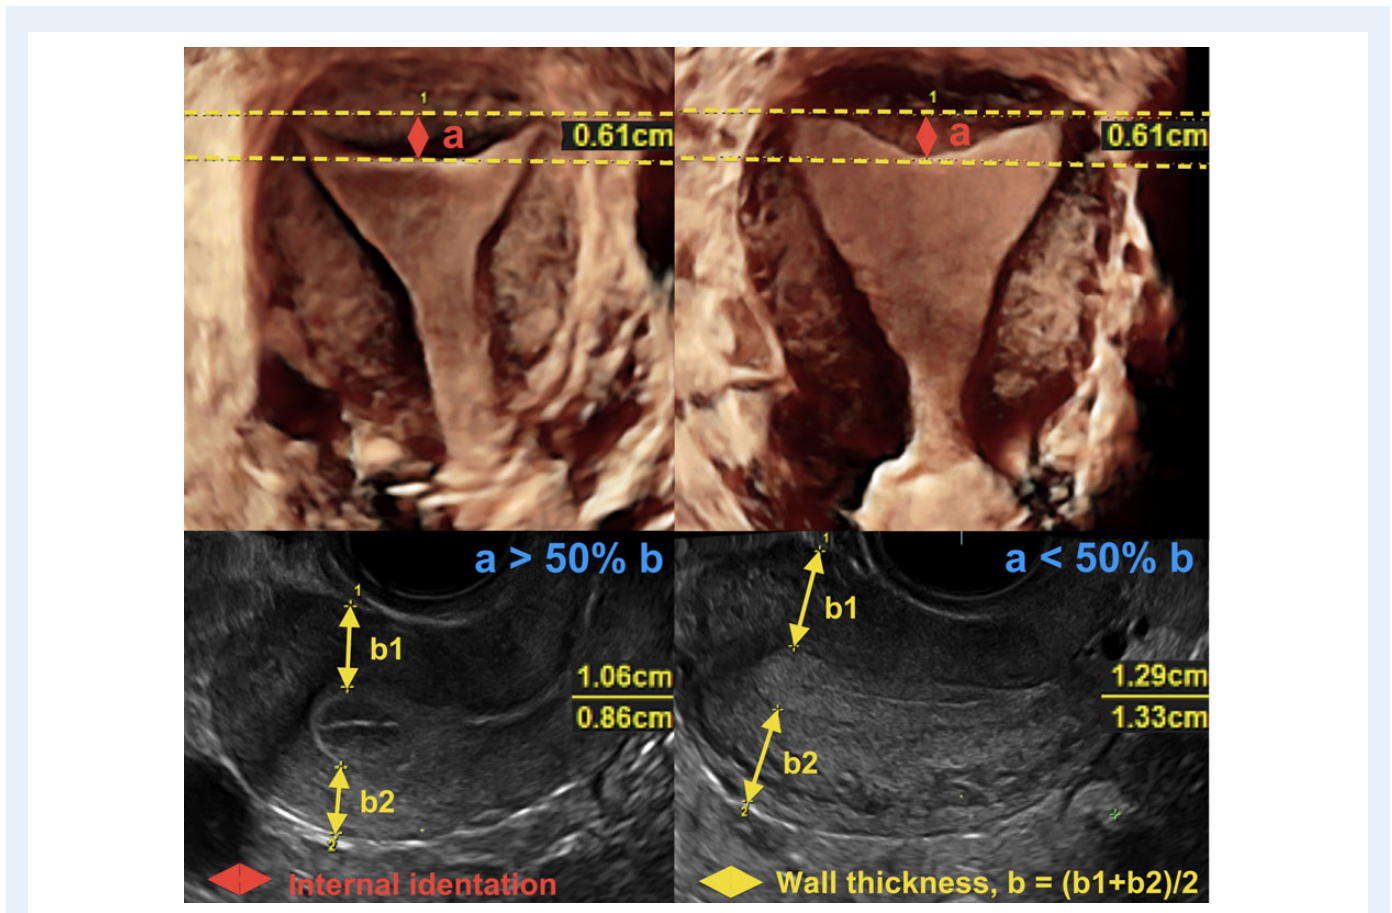 1
a
0.61cm
1
a
0.61cm
a > 50% b
1
b1
1.06cm
0.86cm
b2
2
Internal identation
a < 50% b
1
b1
1.29cm
1.33cm
b2
2
Wall thickness, b = (b1+b2)/2